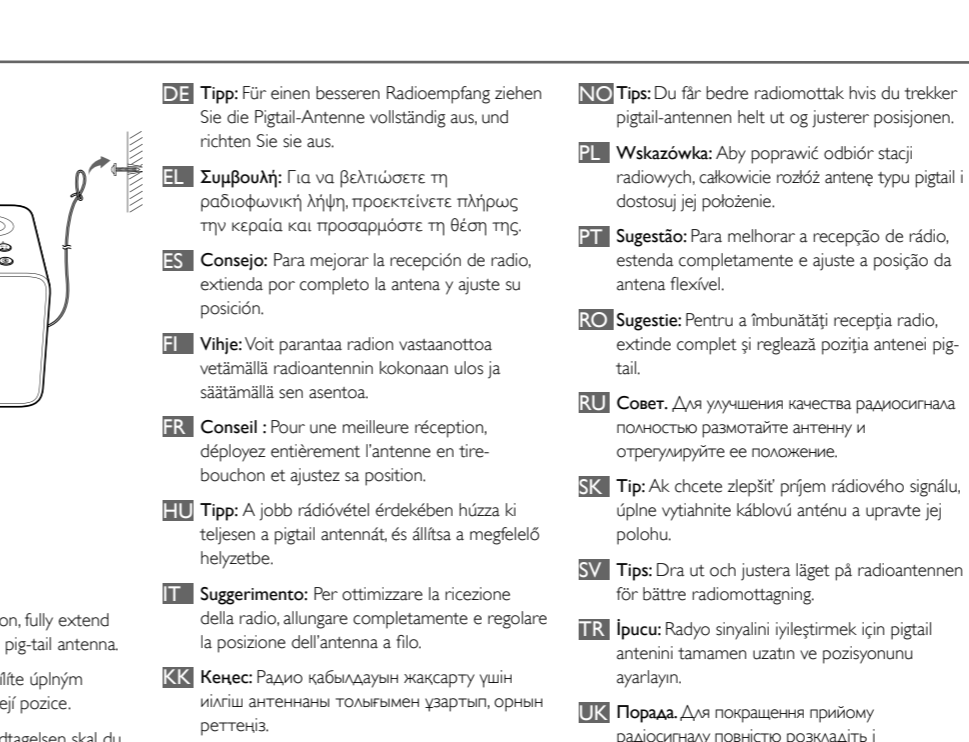 on, fully extend
pig-tail antenna.
úplným
její pozice.
skal du
DE Tipp: Für einen besseren Radioempfang ziehen
Sie die Pigtail-Antenne vollständig aus, und
richten Sie sie aus.
EL Συμβουλή: Για να βελτιώσετε τη
ραδιοφωνική λήψη, προεκτείνετε πλήρως
την κεραία και προσαρμόστε τη θέση της.
ES Consejo: Para mejorar la recepción de radio,
extienda por completo la antena y ajuste su
posición.
FI Vihje: Voit parantaa radion vastaanottoa
vetämällä radioantennin kokonaan ulos ja
säätämällä sen asentoa.
FR Conseil : Pour une meilleure réception,
déployez entièrement l'antenne en tire-
bouchon et ajustez sa position.
HU Tipp: A jobb rádióvétel érdekében húzza ki
teljesen a pigtail antennát, és állítsa a megfelelő
helyzetbe.
IT Suggerimento: Per ottimizzare la ricezione
della radio, allungare completamente e regolare
la posizione dell'antenna a filo.
KK Кеңес: Радио қабылдауын жақсарту үшін
иілгіш антеннаны толығымен ұзартып, орнын
реттеңіз.
NO Tips: Du får bedre radiomottak hvis du trekker
pigtail-antennen helt ut og justerer posisjonen.
PL Wskazówka: Aby poprawić odbiór stacji
radiowych, całkowicie rozłóż antenę typu pigtail i
dostosuj jej położenie.
PT Sugestão: Para melhorar a recepção de rádio,
estenda completamente e ajuste a posição da
antena flexível.
RO Sugestie: Pentru a îmbunătăţi recepţia radio,
extinde complet şi reglează poziţia antenei pig-
tail.
RU Совет. Для улучшения качества радиосигнала
полностью размотайте антенну и
отрегулируйте ее положение.
SK Tip: Ak chcete zlepšiť príjem rádiového signálu,
úplne vytiahnite káblovú anténu a upravte jej
polohu.
SV Tips: Dra ut och justera läget på radioantennen
för bättre radiomottagning.
TR İpucu: Radyo sinyalini iyileştirmek için pigtail
antenini tamamen uzatın ve pozisyonunu
ayarlayın.
UK Порада. Для покращення прийому
радіосигналу повністю розкладіть і